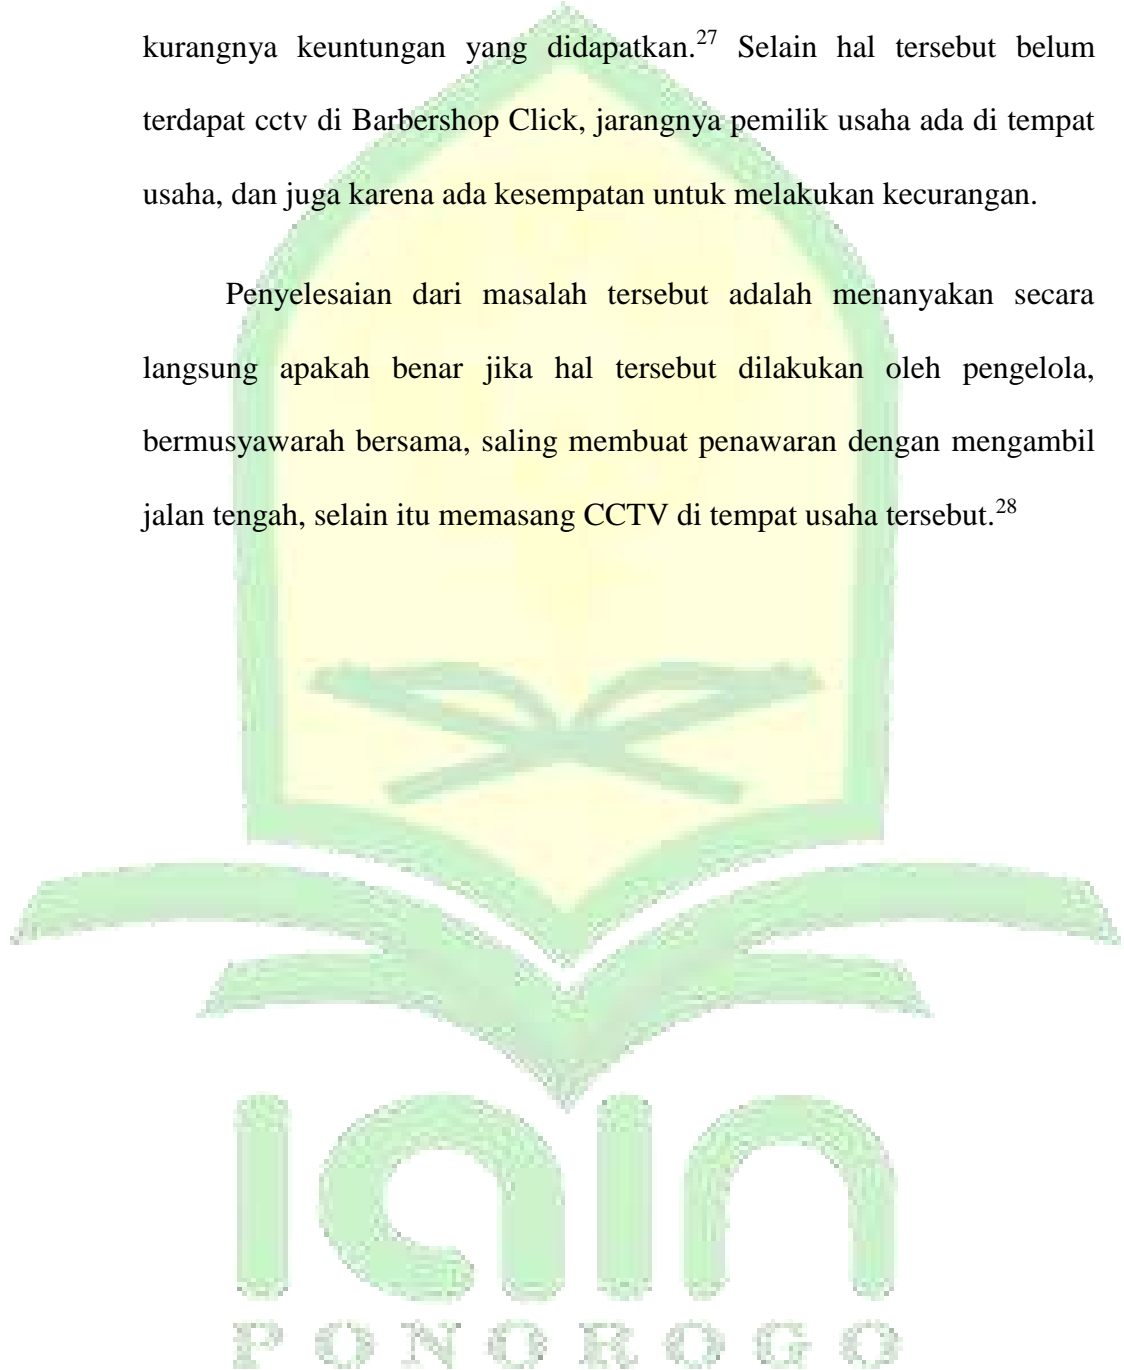 kurangnya keuntungan yang didapatkan.27 Selain hal tersebut belum
terdapat cctv di Barbershop Click, jarangnya pemilik usaha ada di tempat
usaha, dan juga karena ada kesempatan untuk melakukan kecurangan.
Penyelesaian dari masalah tersebut adalah menanyakan secara
langsung apakah benar jika hal tersebut dilakukan oleh pengelola,
bermusyawarah bersama, saling membuat penawaran dengan mengambil
jalan tengah, selain itu memasang CCTV di tempat usaha tersebut.28
iain
PONOROGO